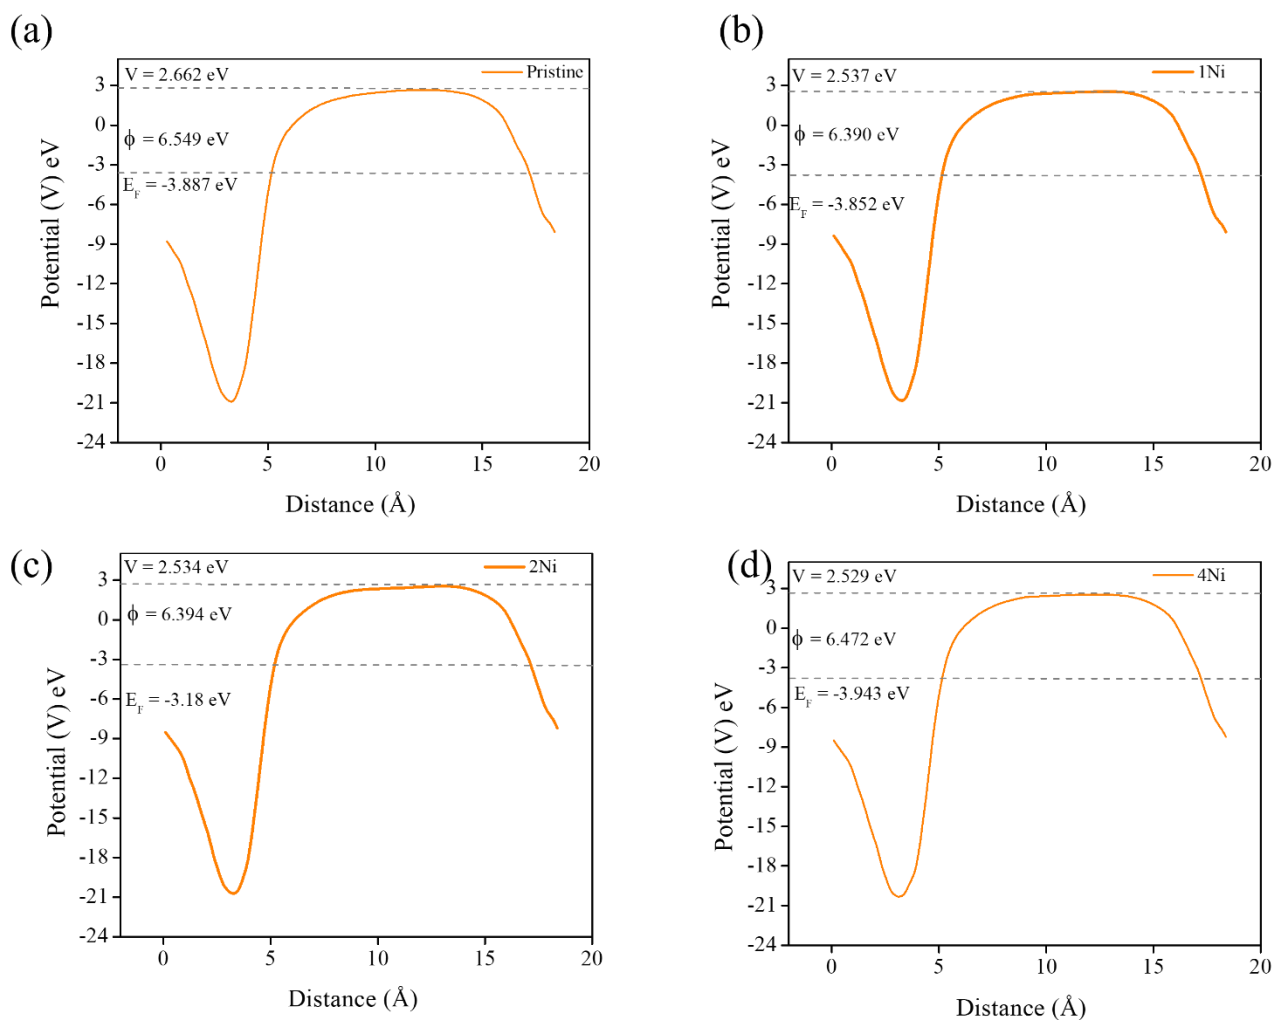 (a)
V = 2.662 eV
Pristine
ϕ = 6.549 eV
E_F = -3.887 eV
Potential (V) eV
3
0
-3
-6
-9
-12
-15
-18
-21
-24
0 5 10 15 20
Distance (Å)
(b)
V = 2.537 eV
1Ni
ϕ = 6.390 eV
E_F = -3.852 eV
Potential (V) eV
3
0
-3
-6
-9
-12
-15
-18
-21
-24
0 5 10 15 20
Distance (Å)
(c)
V = 2.534 eV
2Ni
ϕ = 6.394 eV
E_F = -3.18 eV
Potential (V) eV
3
0
-3
-6
-9
-12
-15
-18
-21
-24
0 5 10 15 20
Distance (Å)
(d)
V = 2.529 eV
4Ni
ϕ = 6.472 eV
E_F = -3.943 eV
Potential (V) eV
3
0
-3
-6
-9
-12
-15
-18
-21
-24
0 5 10 15 20
Distance (Å)